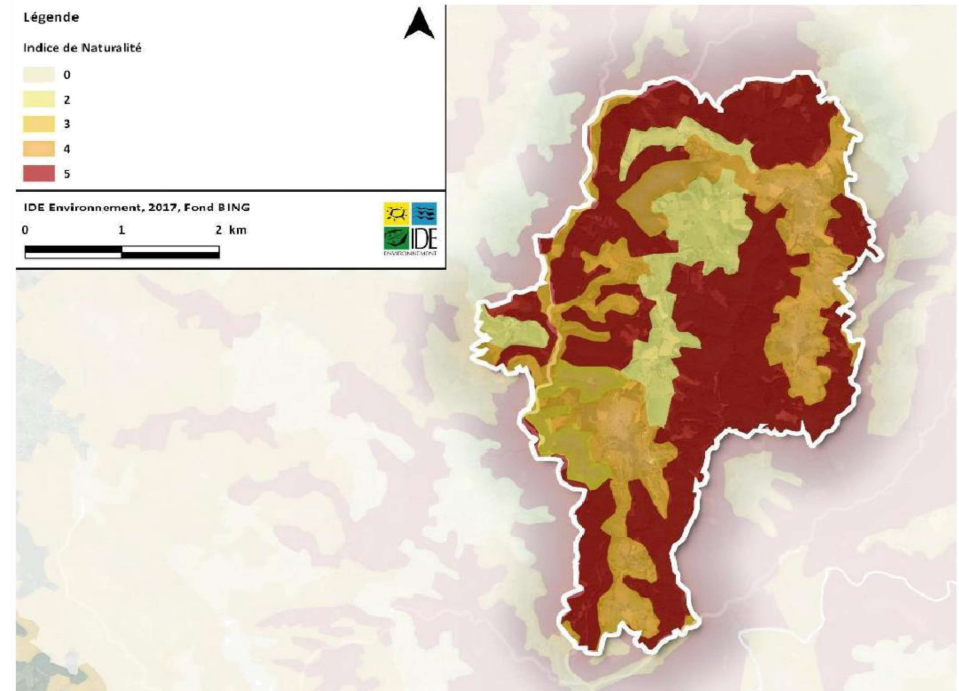 Légende
Indice de Naturalité
0
2
3
4
5
IDE Environnement, 2017, Fond BING
0 1 2 km
IDE
ENVIRONNEMENT